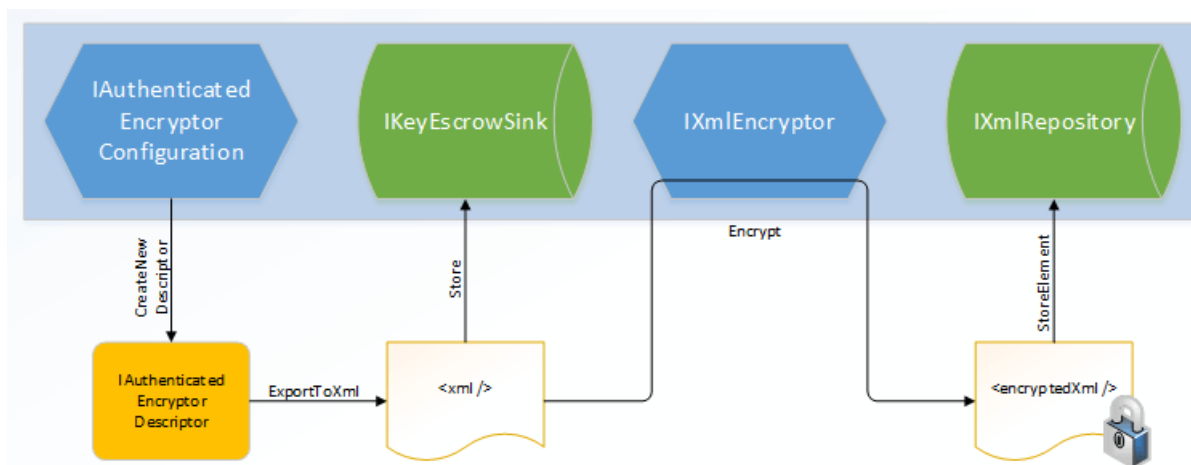 IAuthenticated
Encryptor
Configuration
IKeyEscrowSink
IXmlEncryptor
IXmlRepository
CreateNew
Descriptor
Store
Encrypt
StoreElement
IAuthenticated
Encryptor
Descriptor
ExportToXml
<xml />
<encryptedXml />